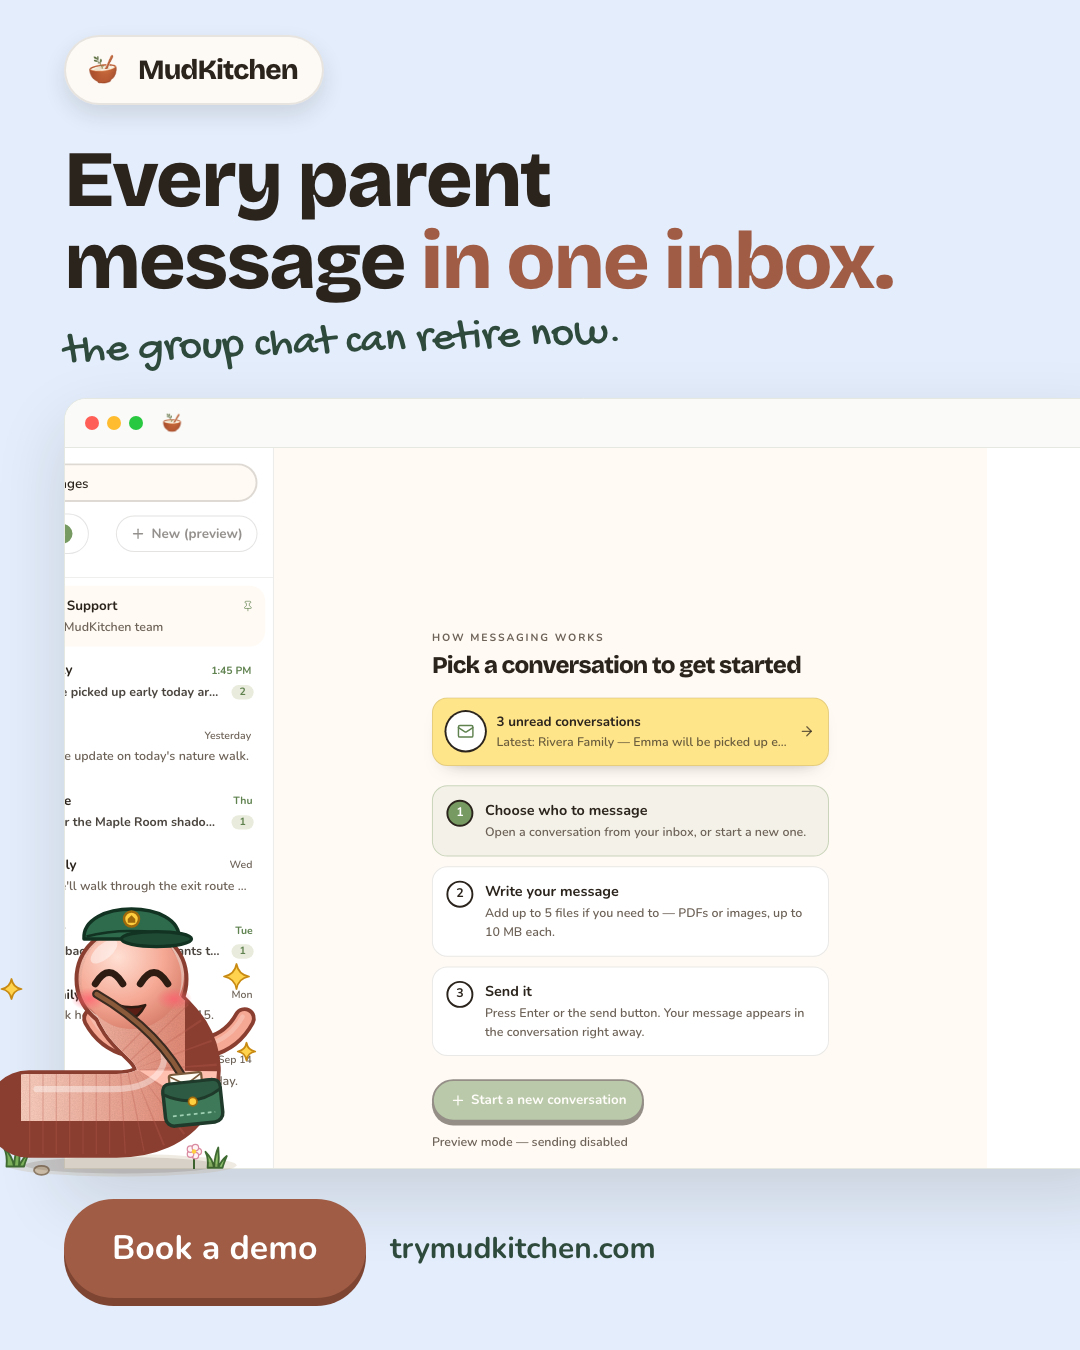 MudKitchen
Every parent
message in one inbox.
the group chat can retire now.
New (preview)
Support
MudKitchen team
1:45 PM
picked up early today ar...
2
Yesterday
update on today's nature walk.
Thu
the Maple Room shado...
1
Wed
walk through the exit route ...
Tue
1
Mon
15.
Sep 14
HOW MESSAGING WORKS
Pick a conversation to get started
3 unread conversations
Latest: Rivera Family — Emma will be picked up e...
1
Choose who to message
Open a conversation from your inbox, or start a new one.
2
Write your message
Add up to 5 files if you need to — PDFs or images, up to
10 MB each.
3
Send it
Press Enter or the send button. Your message appears in
the conversation right away.
Start a new conversation
Preview mode — sending disabled
Book a demo
trymudkitchen.com